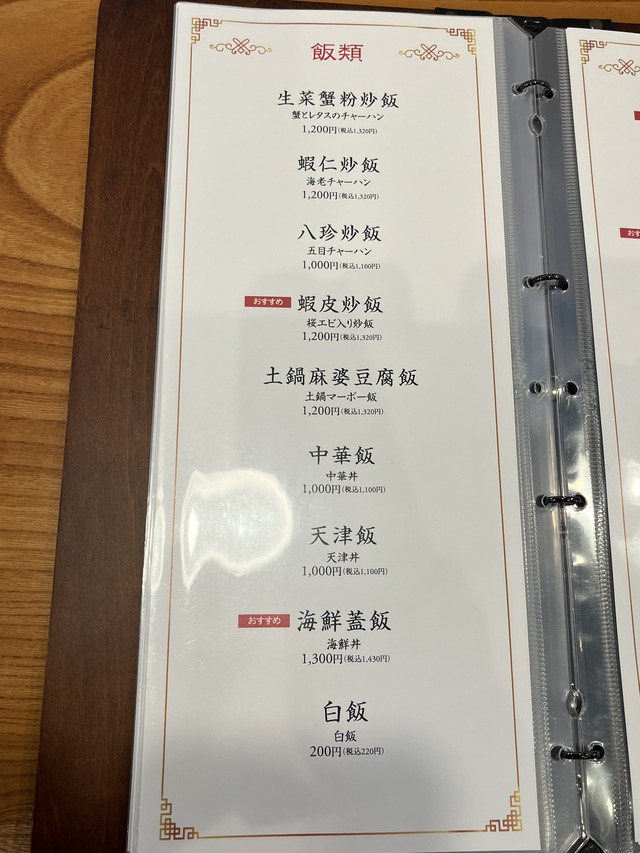 飯類
生菜蟹粉炒飯
蟹とレタスのチャーハン
1,200円(税込1,320円)
蝦仁炒飯
海老チャーハン
1,200円(税込1,320円)
八珍炒飯
五目チャーハン
1,000円(税込1,100円)
おすすめ 蝦皮炒飯
桜エビ入り炒飯
1,200円(税込1,320円)
土鍋麻婆豆腐飯
土鍋マーボー飯
1,200円(税込1,320円)
中華飯
中華丼
1,000円(税込1,100円)
天津飯
天津丼
1,000円(税込1,100円)
おすすめ 海鮮蓋飯
海鮮丼
1,300円(税込1,430円)
白飯
白飯
200円(税込220円)
おす